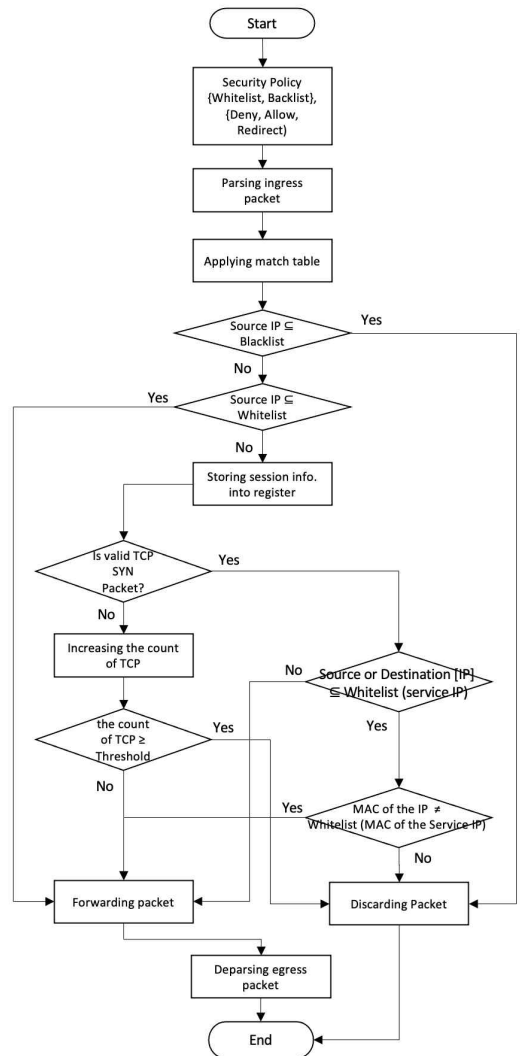 Start
Security Policy
{Whitelist, Backlist},
{Deny, Allow,
Redirect)
Parsing ingress
packet
Applying match table
Source IP ⊆
Blacklist
Yes
No
Source IP ⊆
Whitelist
Yes
No
Storing session info.
into register
Is valid TCP
SYN
Packet?
Yes
No
Increasing the count
of TCP
Source or Destination [IP]
⊆ Whitelist (service IP)
No
Yes
the count
of TCP ≥
Threshold
Yes
No
MAC of the IP ≠
Whitelist (MAC of the Service IP)
Yes
No
Forwarding packet
Discarding Packet
Deparsing egress
packet
End